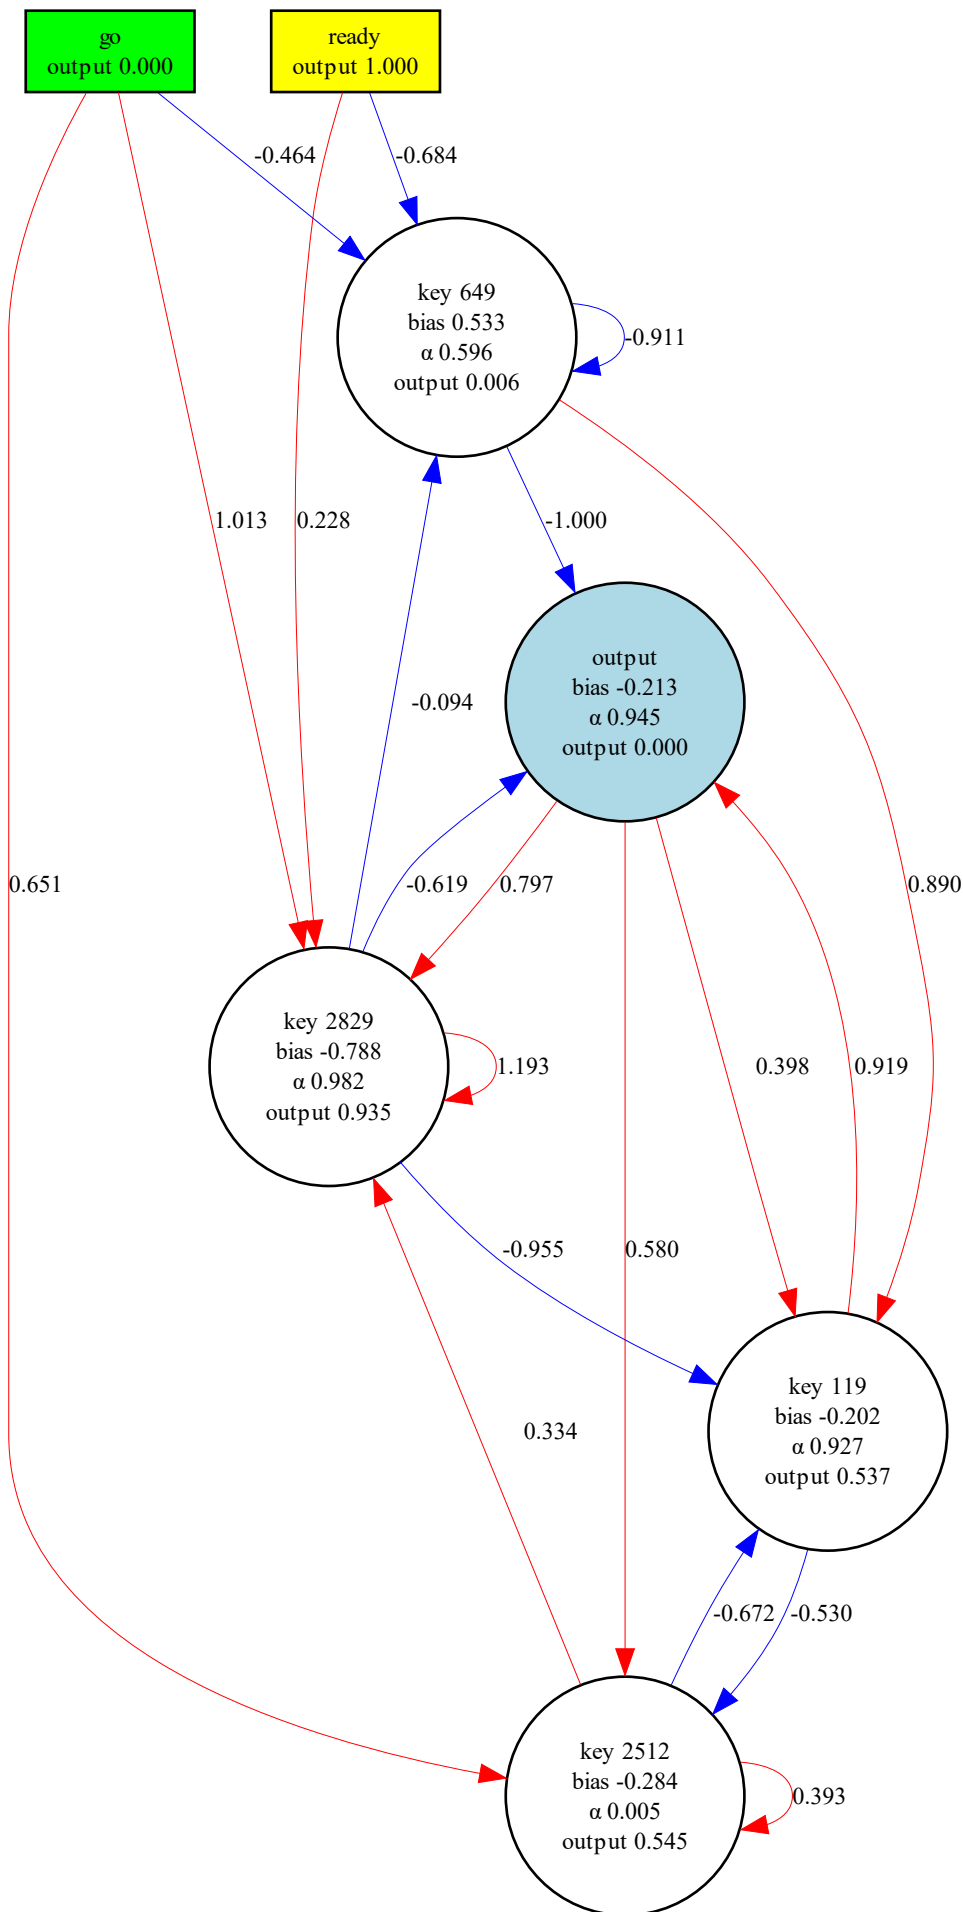 go
output 0.000
ready
output 1.000
-0.464
-0.684
key 649
bias 0.533
α 0.596
output 0.006
-0.911
1.013
0.228
-1.000
output
bias -0.213
α 0.945
output 0.000
-0.094
0.651
-0.619
0.797
0.890
key 2829
bias -0.788
α 0.982
output 0.935
1.193
0.398
0.919
-0.955
0.580
key 119
bias -0.202
α 0.927
output 0.537
0.334
-0.672
-0.530
key 2512
bias -0.284
α 0.005
output 0.545
0.393